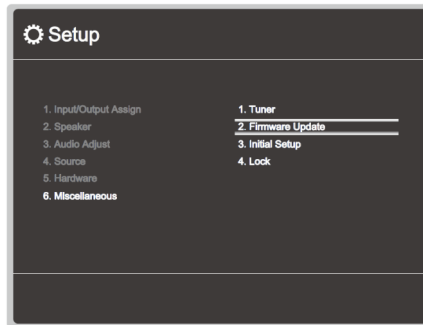 Setup
1. Input/Output Assign
2. Speaker
3. Audio Adjust
4. Source
5. Hardware
6. Miscellaneous
1. Tuner
2. Firmware Update
3. Initial Setup
4. Lock